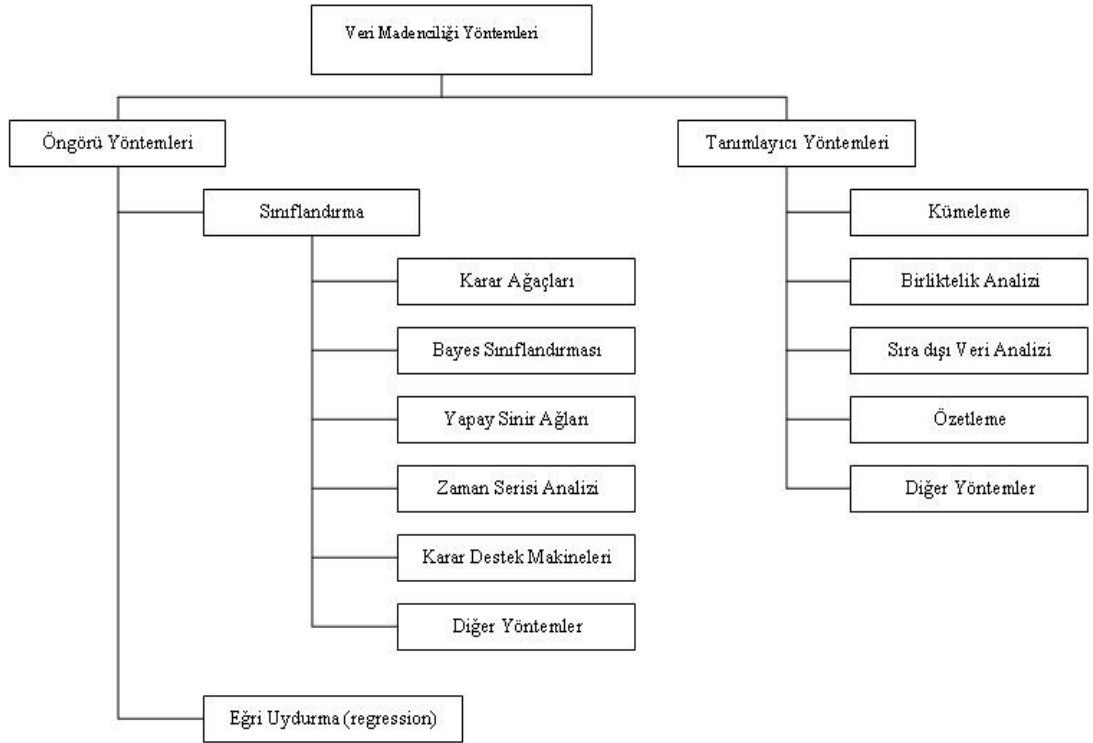 Veri Madenciliği Yöntemleri
Öngörü Yöntemleri
Tanımlayıcı Yöntemleri
Sınıflandırma
Kümeleme
Karar Ağaçları
Birliktelik Analizi
Bayes Sınıflandırması
Sıra dışı Veri Analizi
Yapay Sinir Ağları
Özetleme
Zaman Serisi Analizi
Diğer Yöntemler
Karar Destek Makineleri
Diğer Yöntemler
Eğri Uydurma (regression)